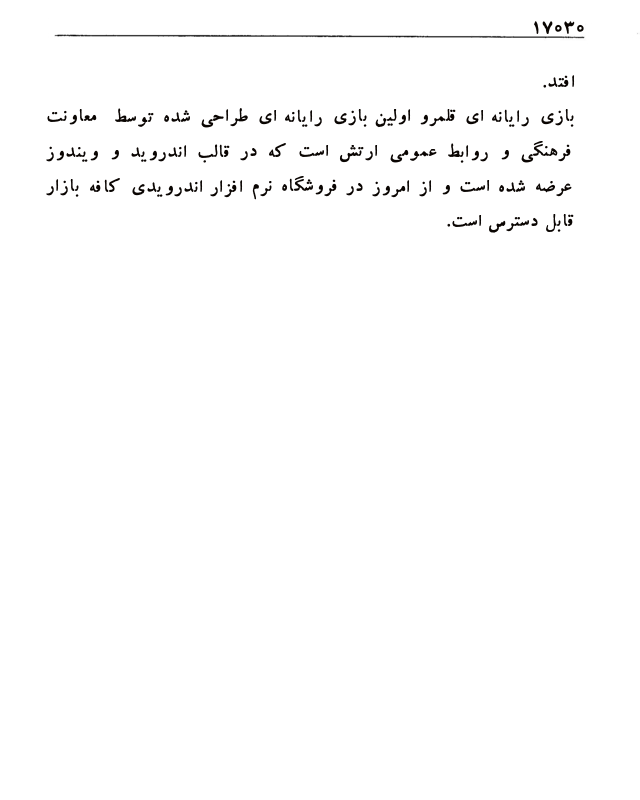 ۱۷۰۳۰
افتد.
بازی رایانه ای قلمرو اولین بازی رایانه ای طراحی شده توسط معاونت
فرهنگی و روابط عمومی ارتش است که در قالب اندروید و ویندوز
عرضه شده است و از امروز در فروشگاه نرم افزار اندرویدی کافه بازار
قابل دسترس است.